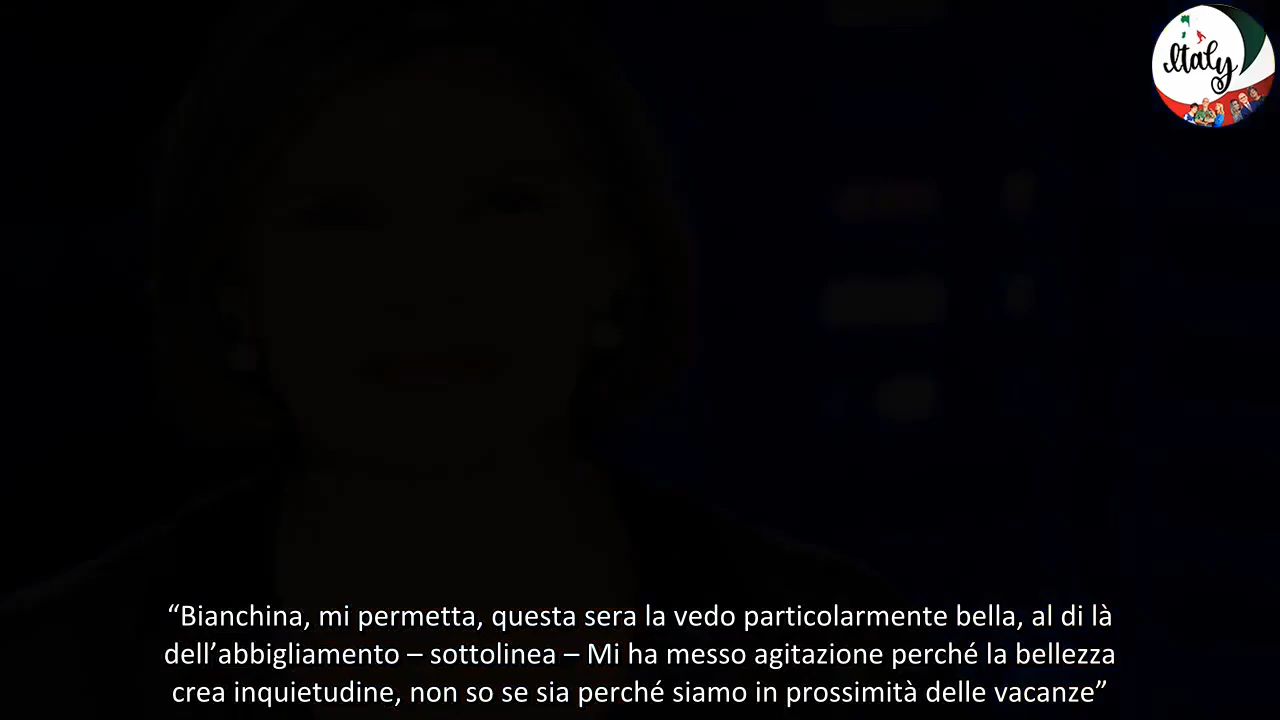 Italy
“Bianchina, mi permetta, questa sera la vedo particolarmente bella, al di là
dell’abbigliamento – sottolinea – Mi ha messo agitazione perché la bellezza
crea inquietudine, non so se sia perché siamo in prossimità delle vacanze”